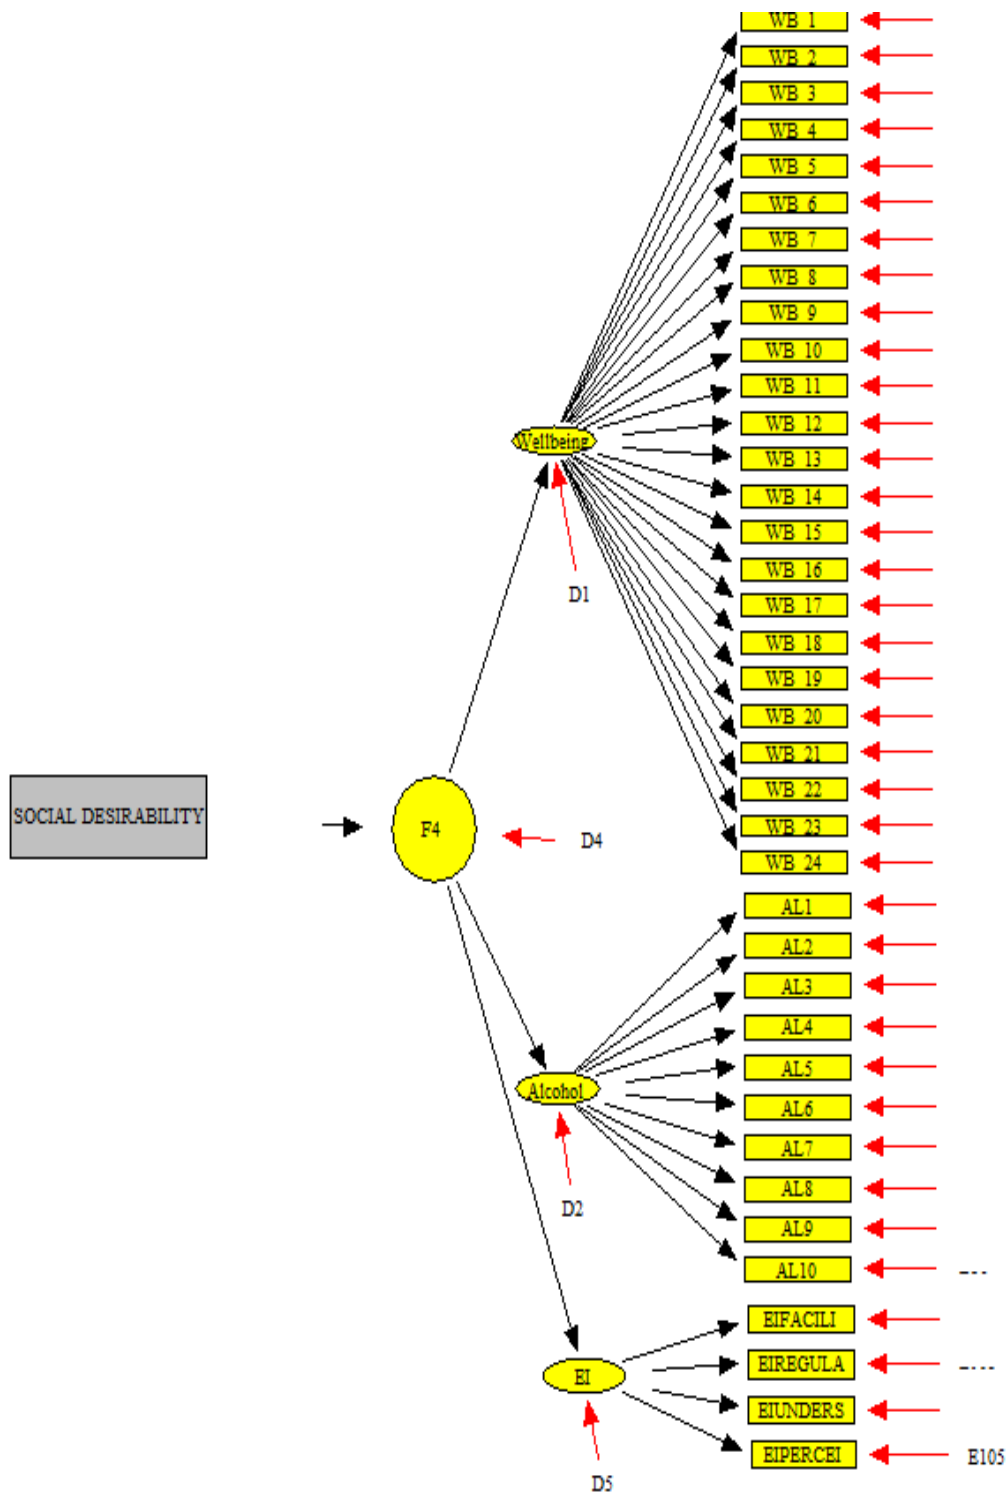 WB 1
WB 2
WB 3
WB 4
WB 5
WB 6
WB 7
WB 8
WB 9
WB 10
WB 11
WB 12
Wellbeing
WB 13
WB 14
WB 15
WB 16
D1
WB 17
WB 18
WB 19
WB 20
WB 21
WB 22
SOCIAL DESIRABILITY
F4
WB 23
D4
WB 24
AL1
AL2
AL3
AL4
AL5
Alcohol
AL6
AL7
AL8
D2
AL9
AL10
EIFACILI
EIREGULA
EI
EIUNDERS
EIPERCEI
E105
D5